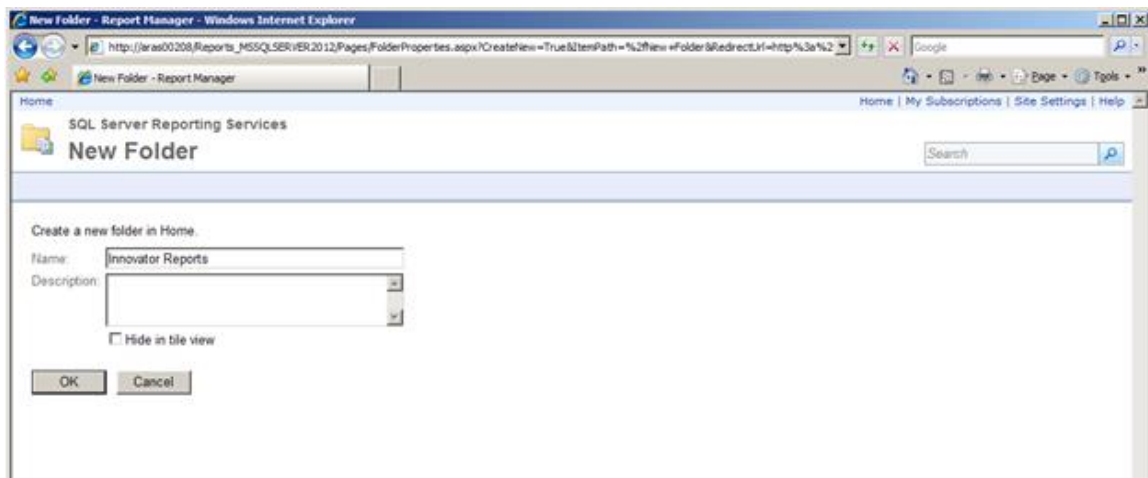 New Folder - Report Manager - Windows Internet Explorer
http://aras00208/Reports_MSSQLSERVER2012/Pages/FolderProperties.aspx?CreateNew=True&ItemPath=%2fNew+Folder&RedirectUrl=http%3a%2
Google
New Folder - Report Manager
Page
Tools
Home
Home | My Subscriptions | Site Settings | Help
SQL Server Reporting Services
New Folder
Search
Create a new folder in Home.
Name:
Innovator Reports
Description:
Hide in tile view
OK
Cancel